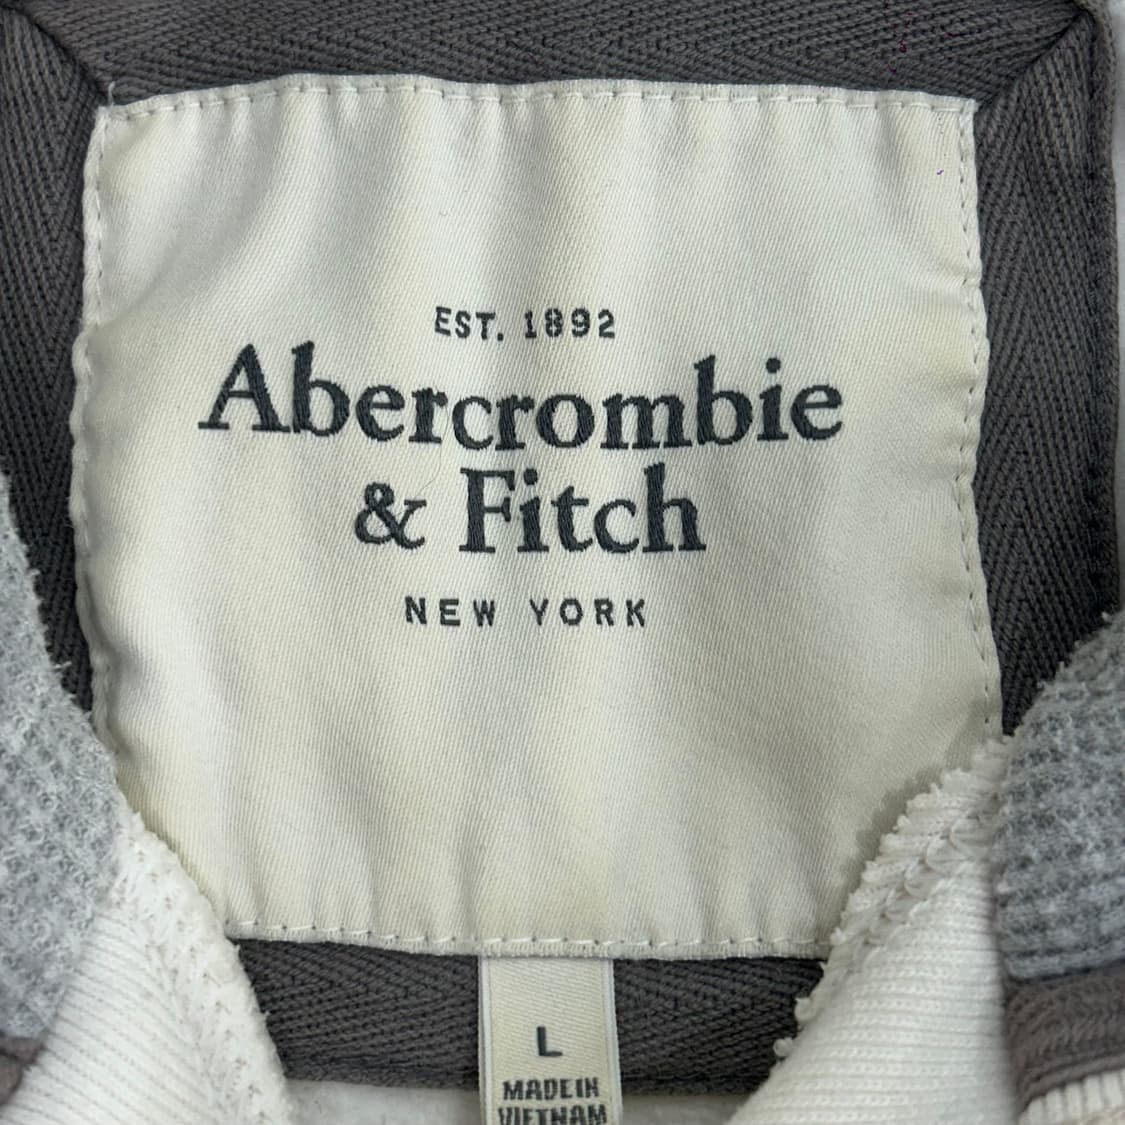 EST. 1892
Abercrombie
& Fitch
NEW YORK
L
MADE IN
VIETNAM